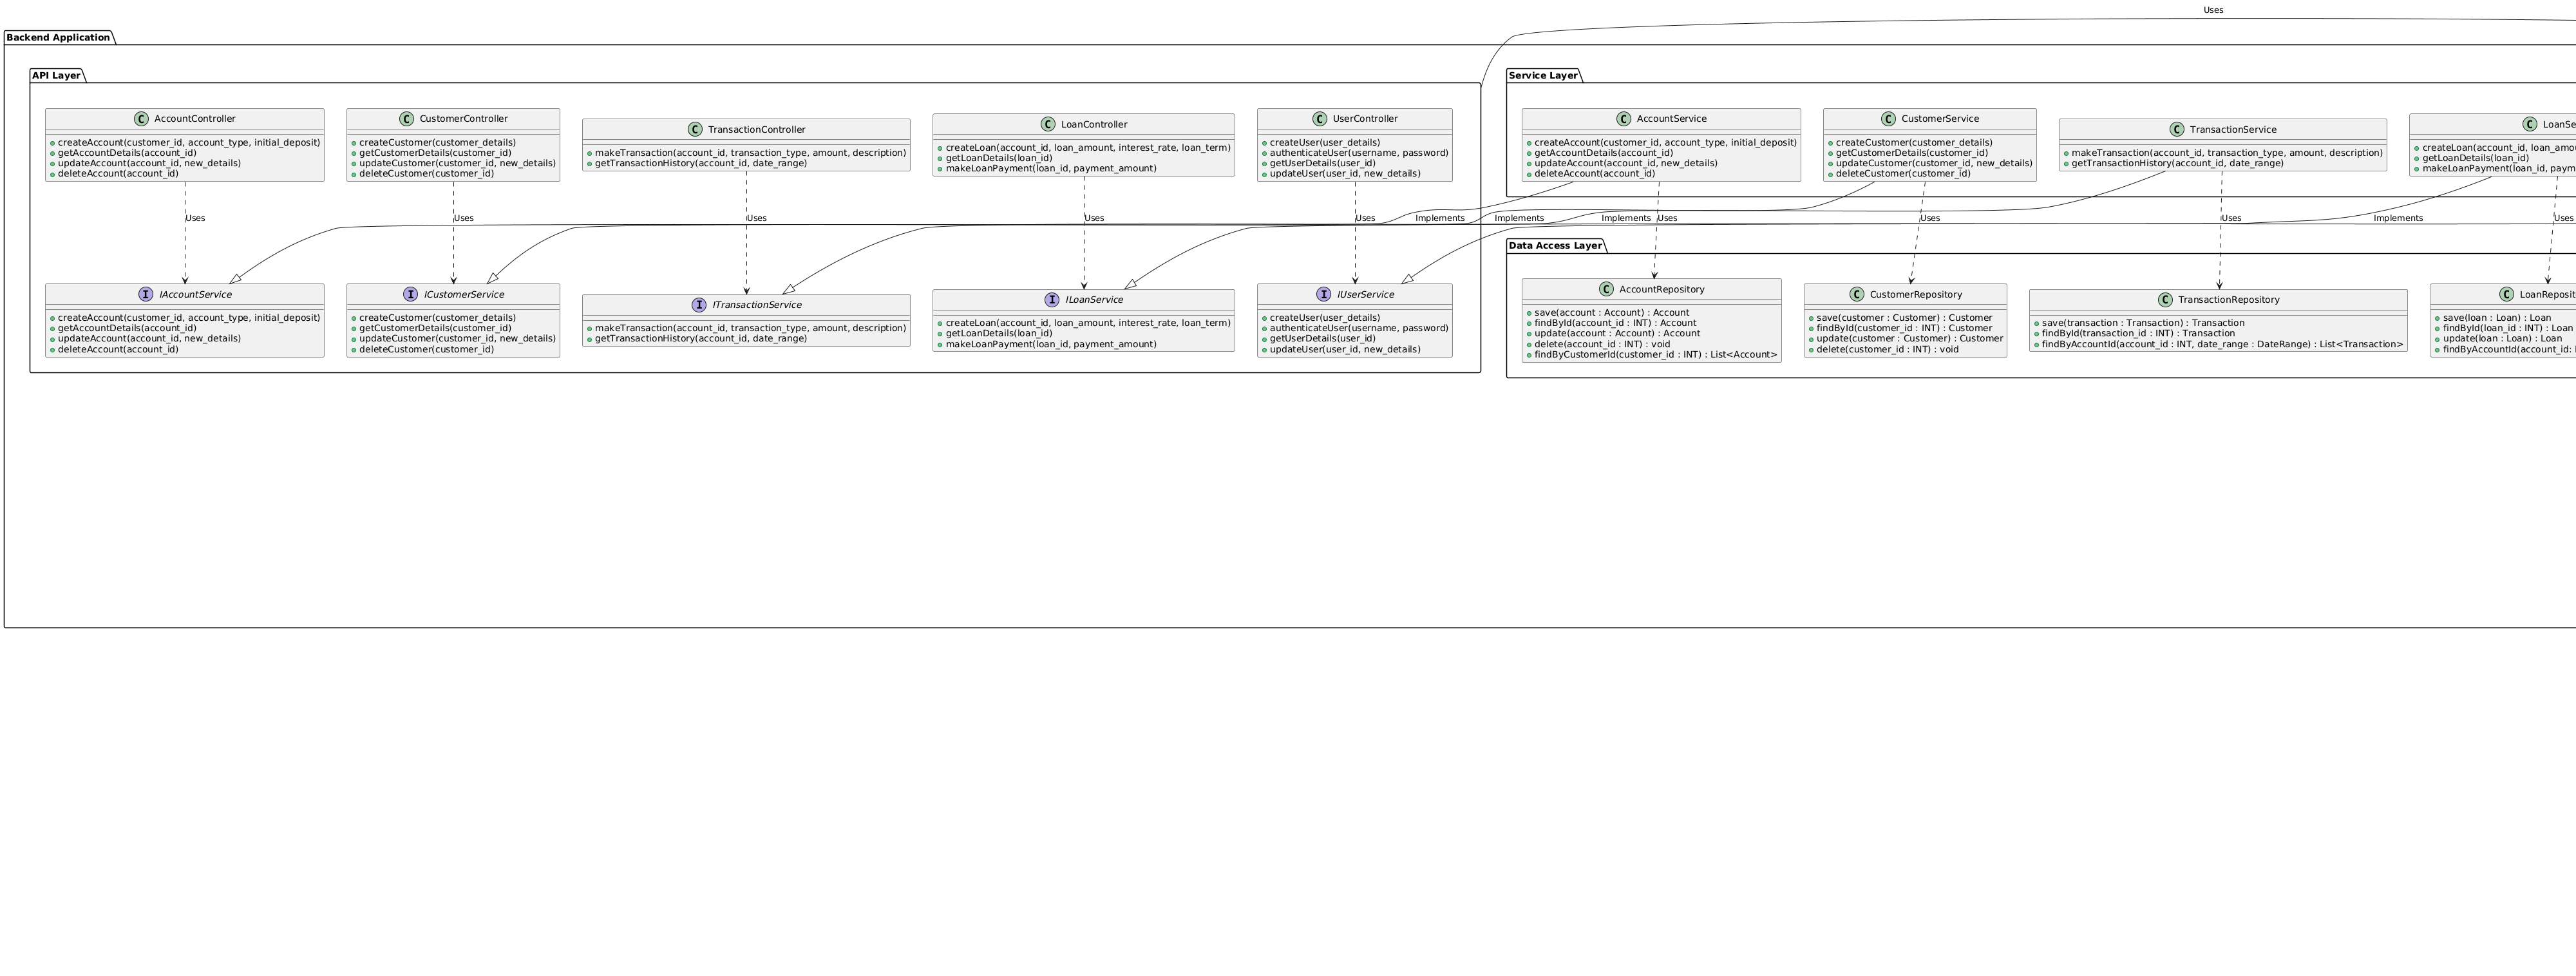 Uses
Backend Application
API Layer
AccountController
createAccount(customer_id, account_type, initial_deposit)
getAccountDetails(account_id)
updateAccount(account_id, new_details)
deleteAccount(account_id)
CustomerController
createCustomer(customer_details)
getCustomerDetails(customer_id)
updateCustomer(customer_id, new_details)
deleteCustomer(customer_id)
TransactionController
makeTransaction(account_id, transaction_type, amount, description)
getTransactionHistory(account_id, date_range)
LoanController
createLoan(account_id, loan_amount, interest_rate, loan_term)
getLoanDetails(loan_id)
makeLoanPayment(loan_id, payment_amount)
UserController
createUser(user_details)
authenticateUser(username, password)
getUserDetails(user_id)
updateUser(user_id, new_details)
Service Layer
AccountService
createAccount(customer_id, account_type, initial_deposit)
getAccountDetails(account_id)
updateAccount(account_id, new_details)
deleteAccount(account_id)
CustomerService
createCustomer(customer_details)
getCustomerDetails(customer_id)
updateCustomer(customer_id, new_details)
deleteCustomer(customer_id)
TransactionService
makeTransaction(account_id, transaction_type, amount, description)
getTransactionHistory(account_id, date_range)
LoanSe
createLoan(account_id, loan_amou
getLoanDetails(loan_id)
makeLoanPayment(loan_id, paym
Uses
Uses
Uses
Uses
Uses
Implements
Implements
Implements
Uses
Uses
Uses
Implements
Uses
IAccountService
createAccount(customer_id, account_type, initial_deposit)
getAccountDetails(account_id)
updateAccount(account_id, new_details)
deleteAccount(account_id)
ICustomerService
createCustomer(customer_details)
getCustomerDetails(customer_id)
updateCustomer(customer_id, new_details)
deleteCustomer(customer_id)
ITransactionService
makeTransaction(account_id, transaction_type, amount, description)
getTransactionHistory(account_id, date_range)
ILoanService
createLoan(account_id, loan_amount, interest_rate, loan_term)
getLoanDetails(loan_id)
makeLoanPayment(loan_id, payment_amount)
IUserService
createUser(user_details)
authenticateUser(username, password)
getUserDetails(user_id)
updateUser(user_id, new_details)
Data Access Layer
AccountRepository
save(account : Account) : Account
findById(account_id : INT) : Account
update(account : Account) : Account
delete(account_id : INT) : void
findByCustomerId(customer_id : INT) : List<Account>
CustomerRepository
save(customer : Customer) : Customer
findById(customer_id : INT) : Customer
update(customer : Customer) : Customer
delete(customer_id : INT) : void
TransactionRepository
save(transaction : Transaction) : Transaction
findById(transaction_id : INT) : Transaction
findByAccountId(account_id : INT, date_range : DateRange) : List<Transaction>
LoanReposit
save(loan : Loan) : Loan
findById(loan_id : INT) : Loan
update(loan : Loan) : Loan
findByAccountId(account_id: